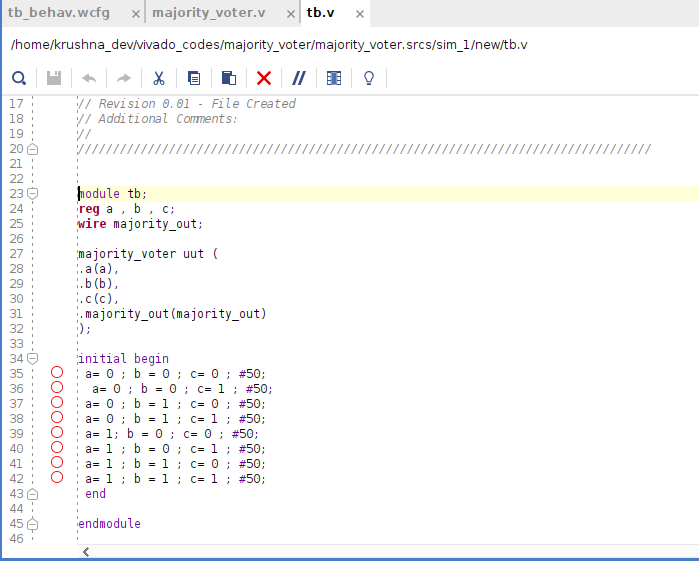 tb_behav.wcfg × majority_voter.v × tb.v ×
/home/krushna_dev/vivado_codes/majority_voter/majority_voter.srcs/sim_1/new/tb.v
17 // Revision 0.01 - File Created
18 // Additional Comments:
19 //
20 //////////////////////////////////////////////////////////////////////////////////
21
22
23 module tb;
24 reg a , b , c;
25 wire majority_out;
26
27 majority_voter uut (
28 .a(a),
29 .b(b),
30 .c(c),
31 .majority_out(majority_out)
32 );
33
34 initial begin
35 a= 0 ; b = 0 ; c= 0 ; #50;
36 a= 0 ; b = 0 ; c= 1 ; #50;
37 a= 0 ; b = 1 ; c= 0 ; #50;
38 a= 0 ; b = 1 ; c= 1 ; #50;
39 a= 1; b = 0 ; c= 0 ; #50;
40 a= 1 ; b = 0 ; c= 1 ; #50;
41 a= 1 ; b = 1 ; c= 0 ; #50;
42 a= 1 ; b = 1 ; c= 1 ; #50;
43 end
44
45 endmodule
46